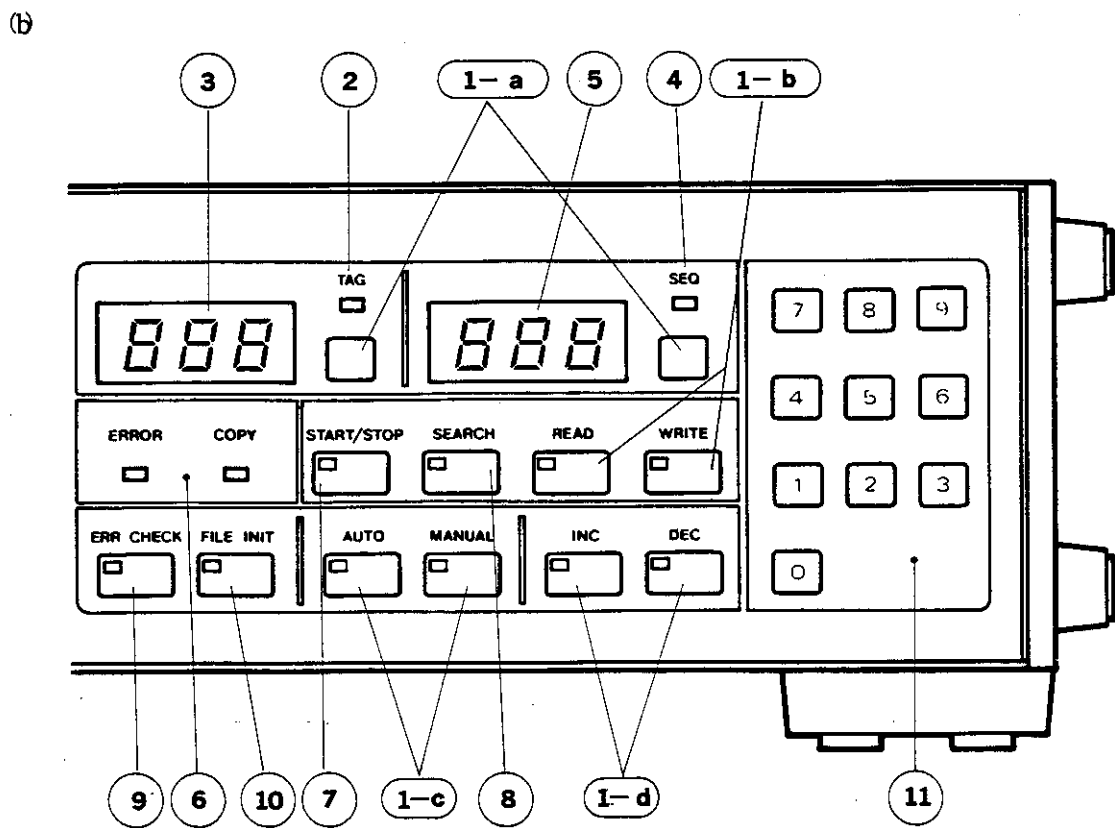 (b)
3 2 1-a 5 4 1-b
TAG SEQ
888 888
7 8 9
4 5 6
ERROR COPY START/STOP SEARCH READ WRITE
1 2 3
ERR CHECK FILE INIT AUTO MANUAL INC DEC
0
9 6 10 7 1-c 8 1-d 11